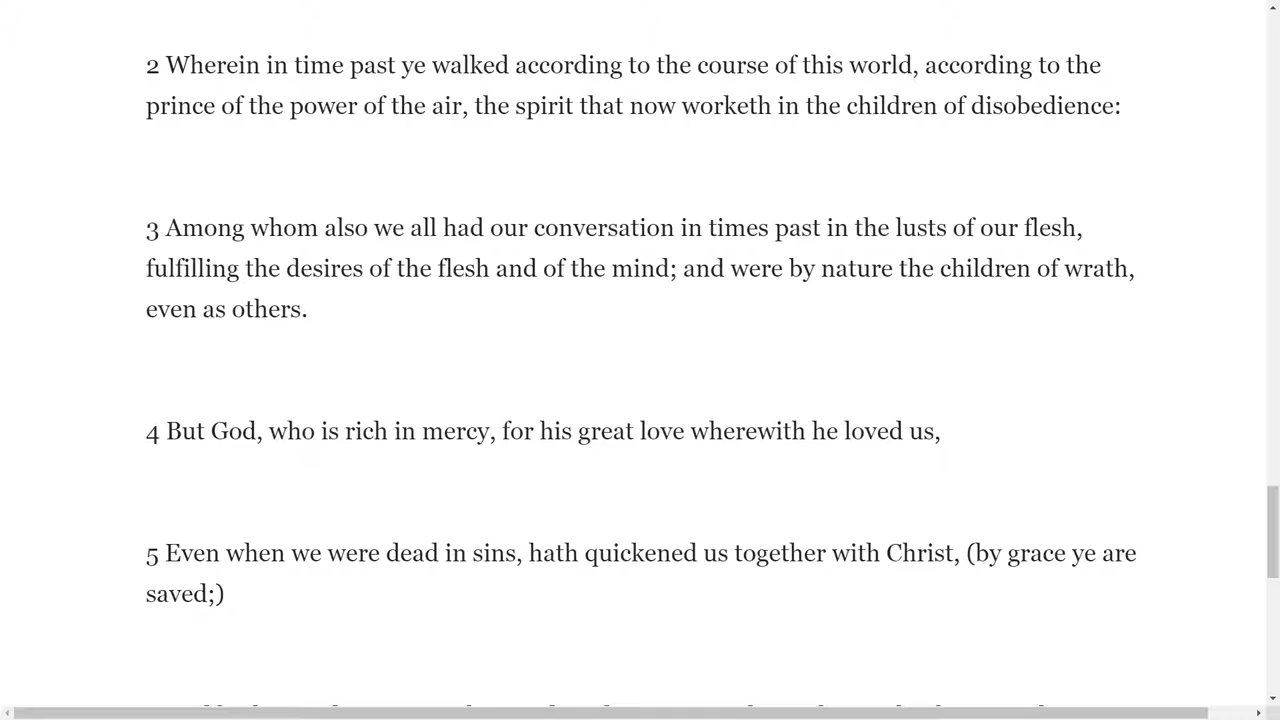 2 Wherein in time past ye walked according to the course of this world, according to the
prince of the power of the air, the spirit that now worketh in the children of disobedience:
3 Among whom also we all had our conversation in times past in the lusts of our flesh,
fulfilling the desires of the flesh and of the mind; and were by nature the children of wrath,
even as others.
4 But God, who is rich in mercy, for his great love wherewith he loved us,
5 Even when we were dead in sins, hath quickened us together with Christ, (by grace ye are
saved;)